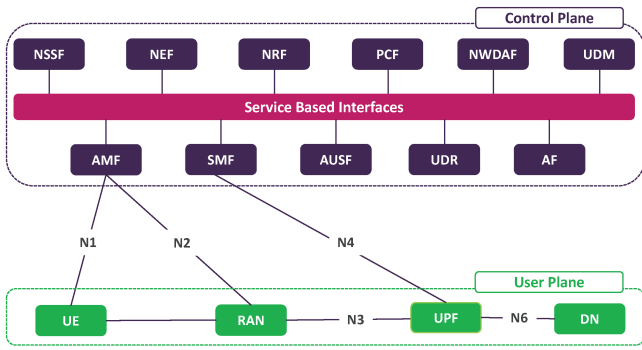 Control Plane
NSSF NEF NRF PCF NWDAF UDM
Service Based Interfaces
AMF SMF AUSF UDR AF
N1 N2 N4
User Plane
UE RAN N3 UPF N6 DN